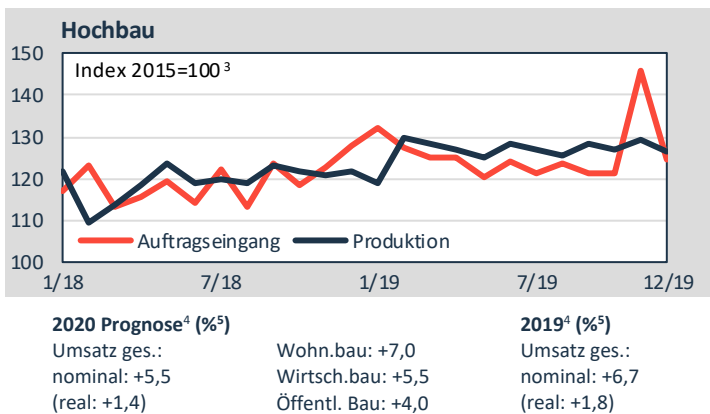 Hochbau
150
Index 2015=100 ³
140
130
120
110
Auftragseingang Produktion
100
1/18 7/18 1/19 7/19 12/19
2020 Prognose⁴ (%⁵) 2019⁴ (%⁵)
Umsatz ges.: Wohn.bau: +7,0 Umsatz ges.:
nominal: +5,5 Wirtsch.bau: +5,5 nominal: +6,7
(real: +1,4) Öffentl. Bau: +4,0 (real: +1,8)